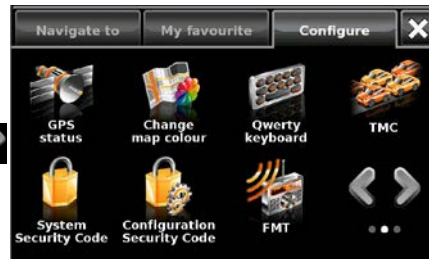 Navigate to My favourite Configure X
GPS status
Change map colour
Qwerty keyboard
TMC
System Security Code
Configuration Security Code
FMT